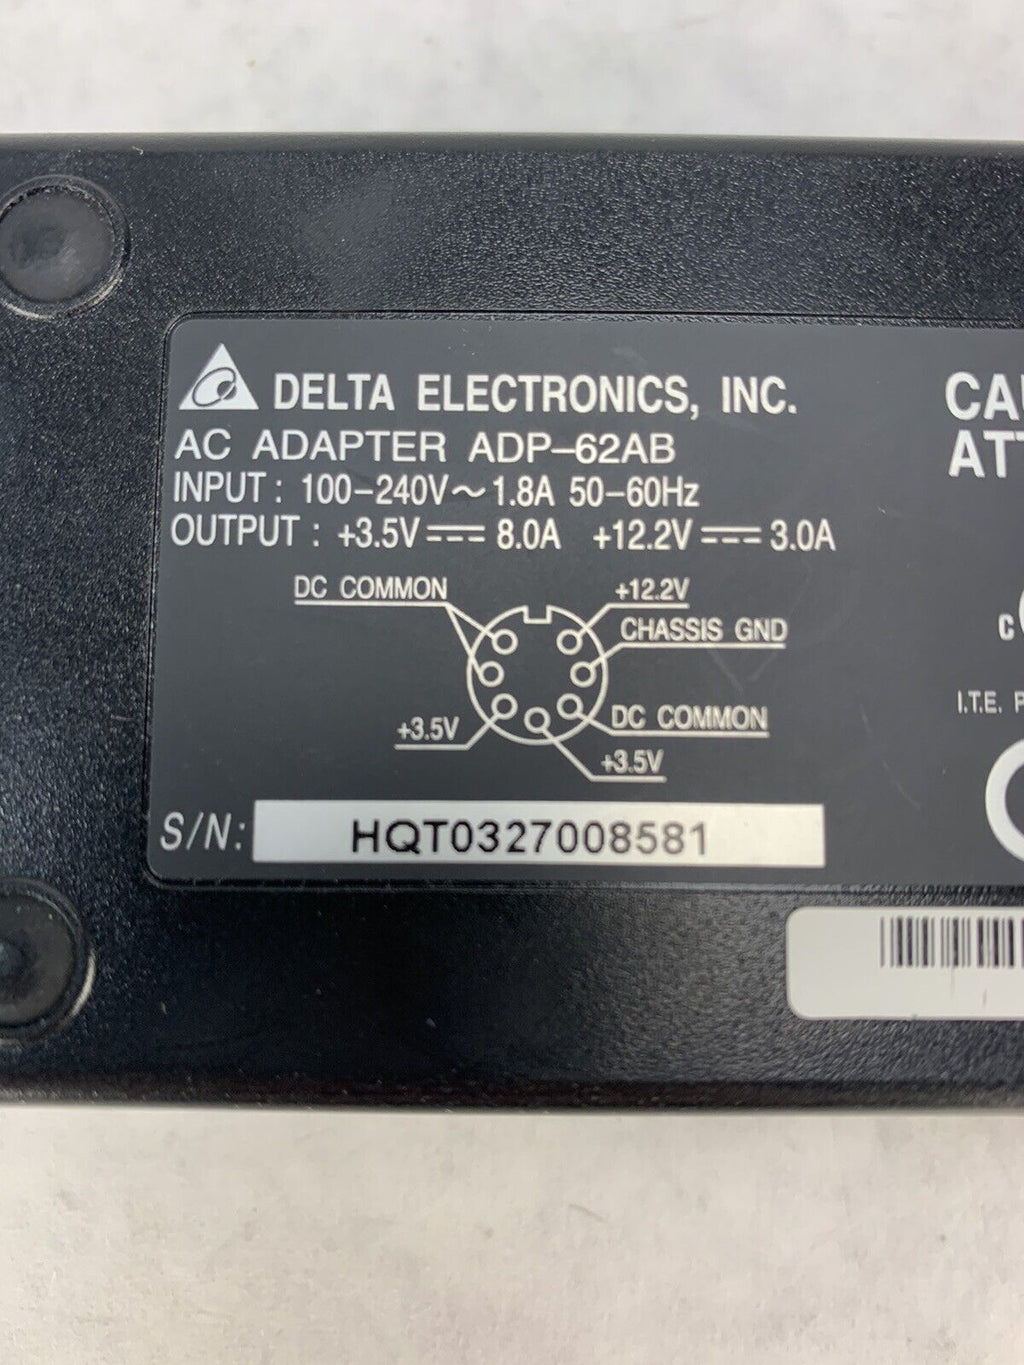 DELTA ELECTRONICS, INC.
AC ADAPTER ADP–62AB
INPUT : 100–240V~1.8A 50–60Hz
OUTPUT : +3.5V⎓8.0A +12.2V⎓3.0A
DC COMMON
+12.2V
CHASSIS GND
+3.5V
DC COMMON
+3.5V
S/N: HQT0327008581
I.T.E.